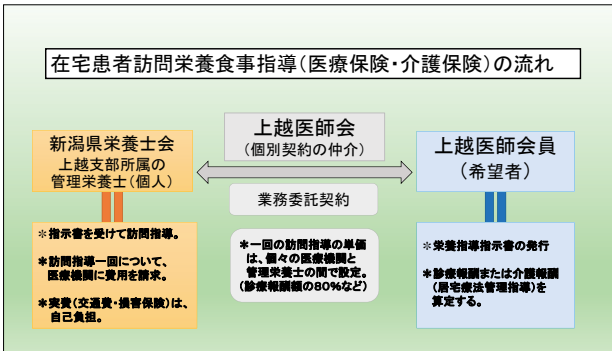 在宅患者訪問栄養食事指導(医療保険・介護保険)の流れ
新潟県栄養士会
上越支部所属の
管理栄養士(個人)
上越医師会
(個別契約の仲介)
業務委託契約
上越医師会員
(希望者)
＊指示書を受けて訪問指導。
＊訪問指導一回について、
医療機関に費用を請求。
＊実費(交通費・損害保険)は、
自己負担。
＊一回の訪問指導の単価
は、個々の医療機関と
管理栄養士の間で設定。
(診療報酬額の80%など)
＊栄養指導指示書の発行
＊診療報酬または介護報酬
(居宅療法管理指導)を
算定する。